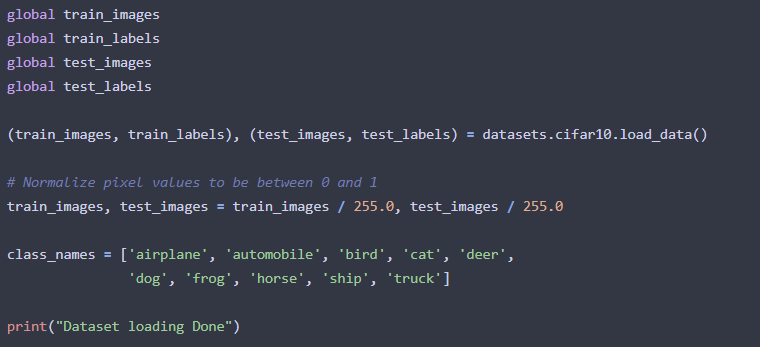 global train_images
global train_labels
global test_images
global test_labels
(train_images, train_labels), (test_images, test_labels) = datasets.cifar10.load_data()
# Normalize pixel values to be between 0 and 1
train_images, test_images = train_images / 255.0, test_images / 255.0
class_names = ['airplane', 'automobile', 'bird', 'cat', 'deer',
'dog', 'frog', 'horse', 'ship', 'truck']
print("Dataset loading Done")